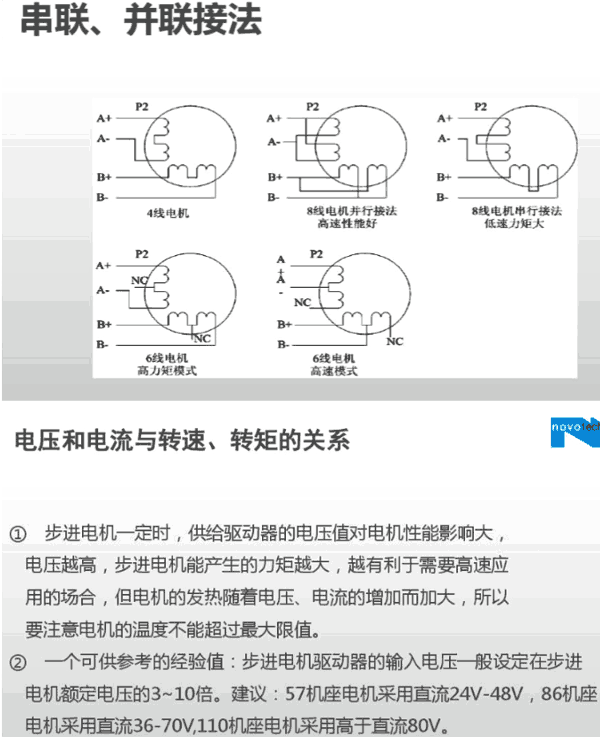 串联、并联接法
P2 P2 P2
A+ A+ A+
A- A- A-
B+ B+ B+
B- B- B-
4线电机
8线电机并行接法
高速性能好
8线电机串行接法
低速力矩大
P2 P2
A+ A
+
NC A
A- -
NC
B+ B+
B- NC B- NC
6线电机
高力矩模式
6线电机
高速模式
电压和电流与转速、转矩的关系
novotech
① 步进电机一定时，供给驱动器的电压值对电机性能影响大，
电压越高，步进电机能产生的力矩越大，越有利于需要高速应
用的场合，但电机的发热随着电压、电流的增加而加大，所以
要注意电机的温度不能超过最大限值。
② 一个可供参考的经验值：步进电机驱动器的输入电压一般设定在步进
电机额定电压的3~10倍。建议：57机座电机采用直流24V-48V，86机座
电机采用直流36-70V,110机座电机采用高于直流80V。